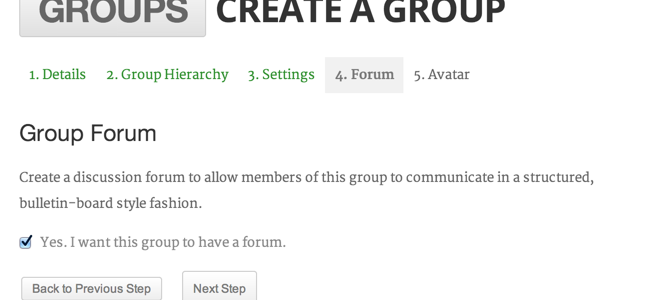 GROUPS CREATE A GROUP
1. Details 2. Group Hierarchy 3. Settings 4. Forum 5. Avatar
Group Forum
Create a discussion forum to allow members of this group to communicate in a structured,
bulletin-board style fashion.
Yes. I want this group to have a forum.
Back to Previous Step Next Step